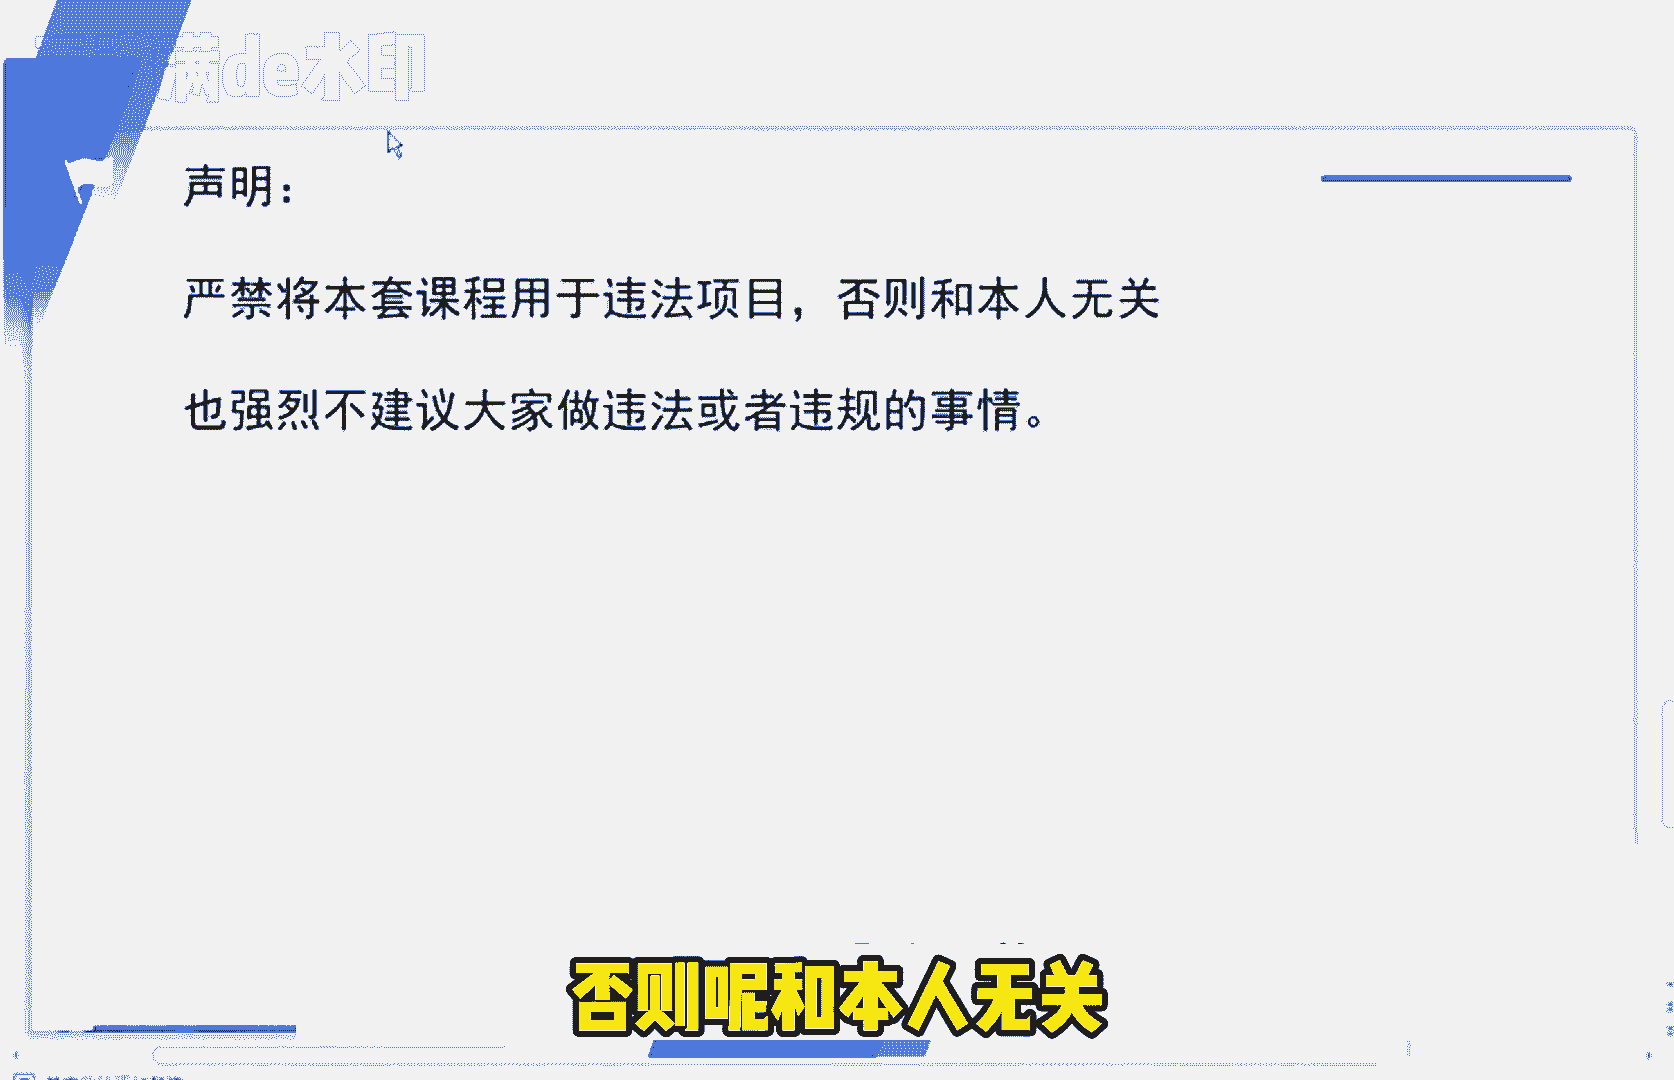 满de水印
声明：
严禁将本套课程用于违法项目，否则和本人无关
也强烈不建议大家做违法或者违规的事情。
否则呢和本人无关